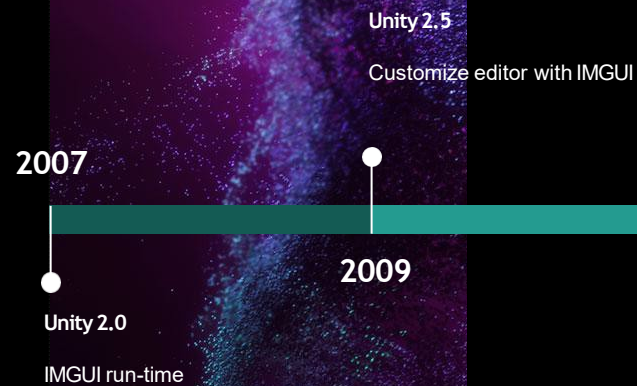 Unity 2.5
Customize editor with IMGUI
2007
2009
Unity 2.0
IMGUI run-time